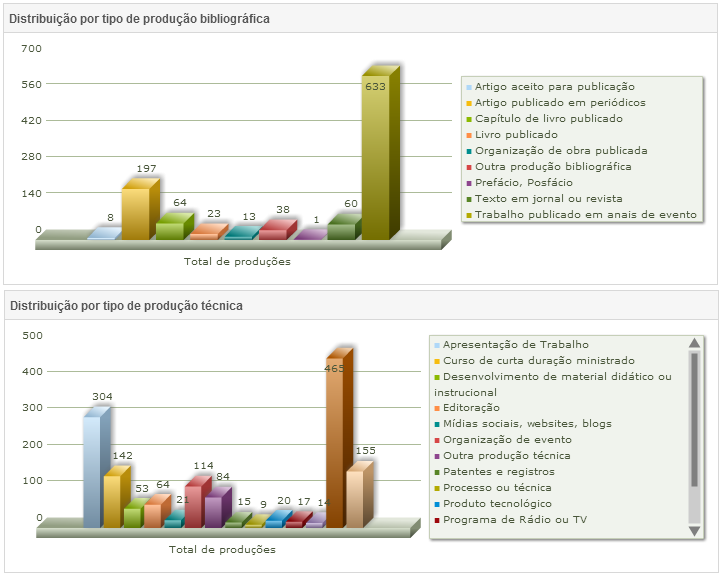 Distribuição por tipo de produção bibliográfica
700
560
420
280
140
0
8
197
64
23
13
38
1
60
633
Total de produções
Artigo aceito para publicação
Artigo publicado em periódicos
Capítulo de livro publicado
Livro publicado
Organização de obra publicada
Outra produção bibliográfica
Prefácio, Posfácio
Texto em jornal ou revista
Trabalho publicado em anais de evento
Distribuição por tipo de produção técnica
500
400
300
200
100
0
304
142
53
64
21
114
84
15
9
20
17
14
465
155
Total de produções
Apresentação de Trabalho
Curso de curta duração ministrado
Desenvolvimento de material didático ou
instrucional
Editoração
Mídias sociais, websites, blogs
Organização de evento
Outra produção técnica
Patentes e registros
Processo ou técnica
Produto tecnológico
Programa de Rádio ou TV